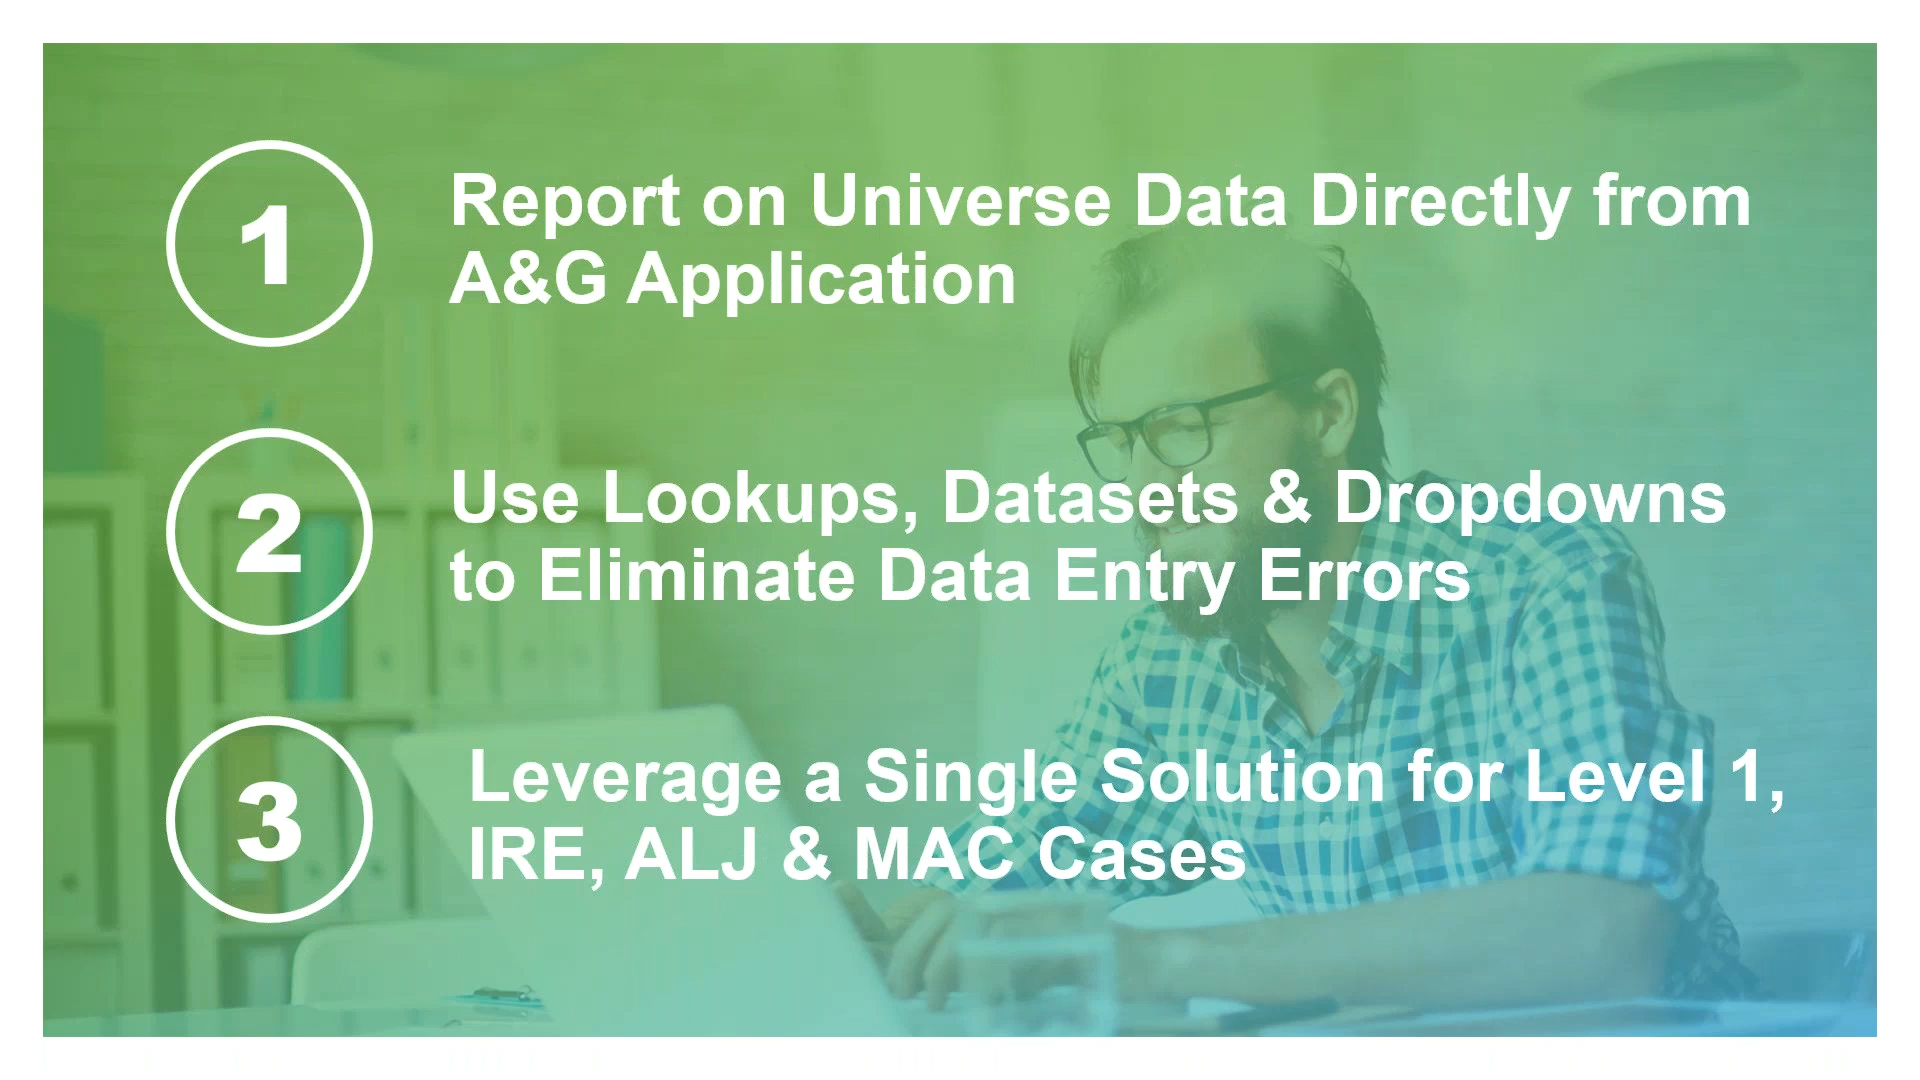 1
Report on Universe Data Directly from
A&G Application
2
Use Lookups, Datasets & Dropdowns
to Eliminate Data Entry Errors
3
Leverage a Single Solution for Level 1,
IRE, ALJ & MAC Cases